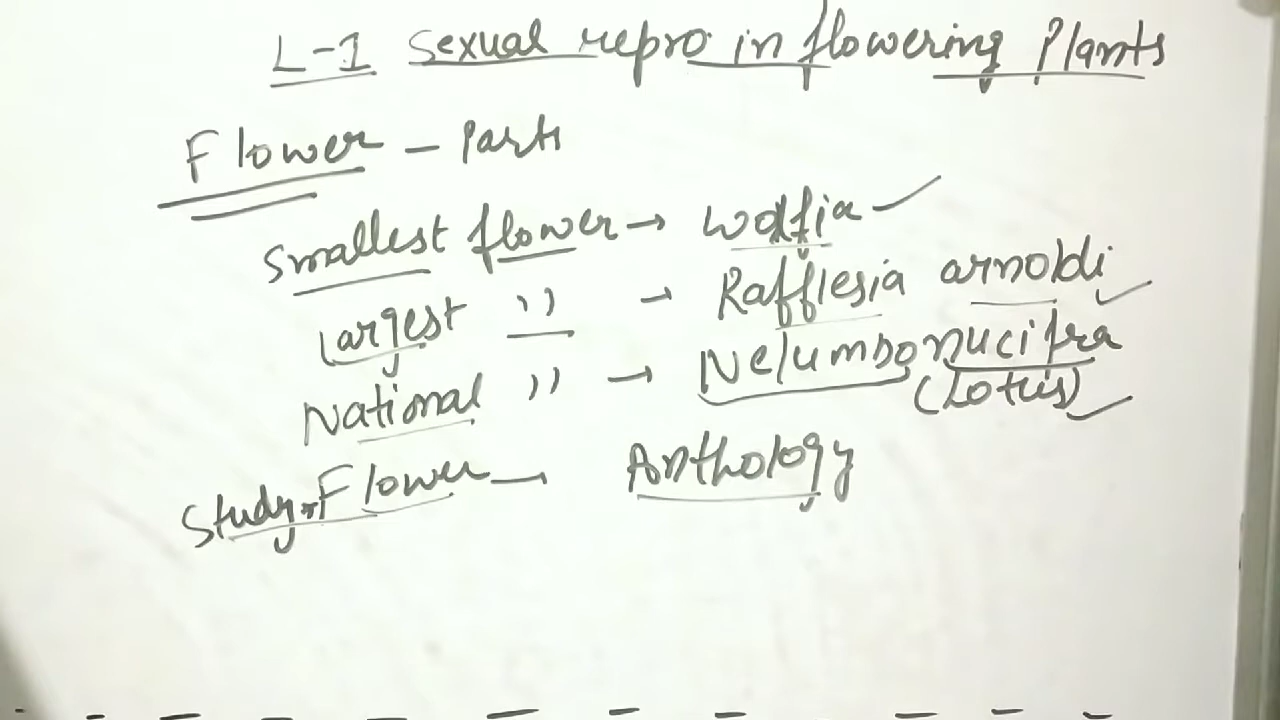 L-1 Sexual repro in flowering Plants
Flower - Parts
Smallest flower → Wolfia ✓
Largest " → Rafflesia arnoldi ✓
National " → Nelumbo nucifra
(Lotus) ✓
Study of Flower - Anthology